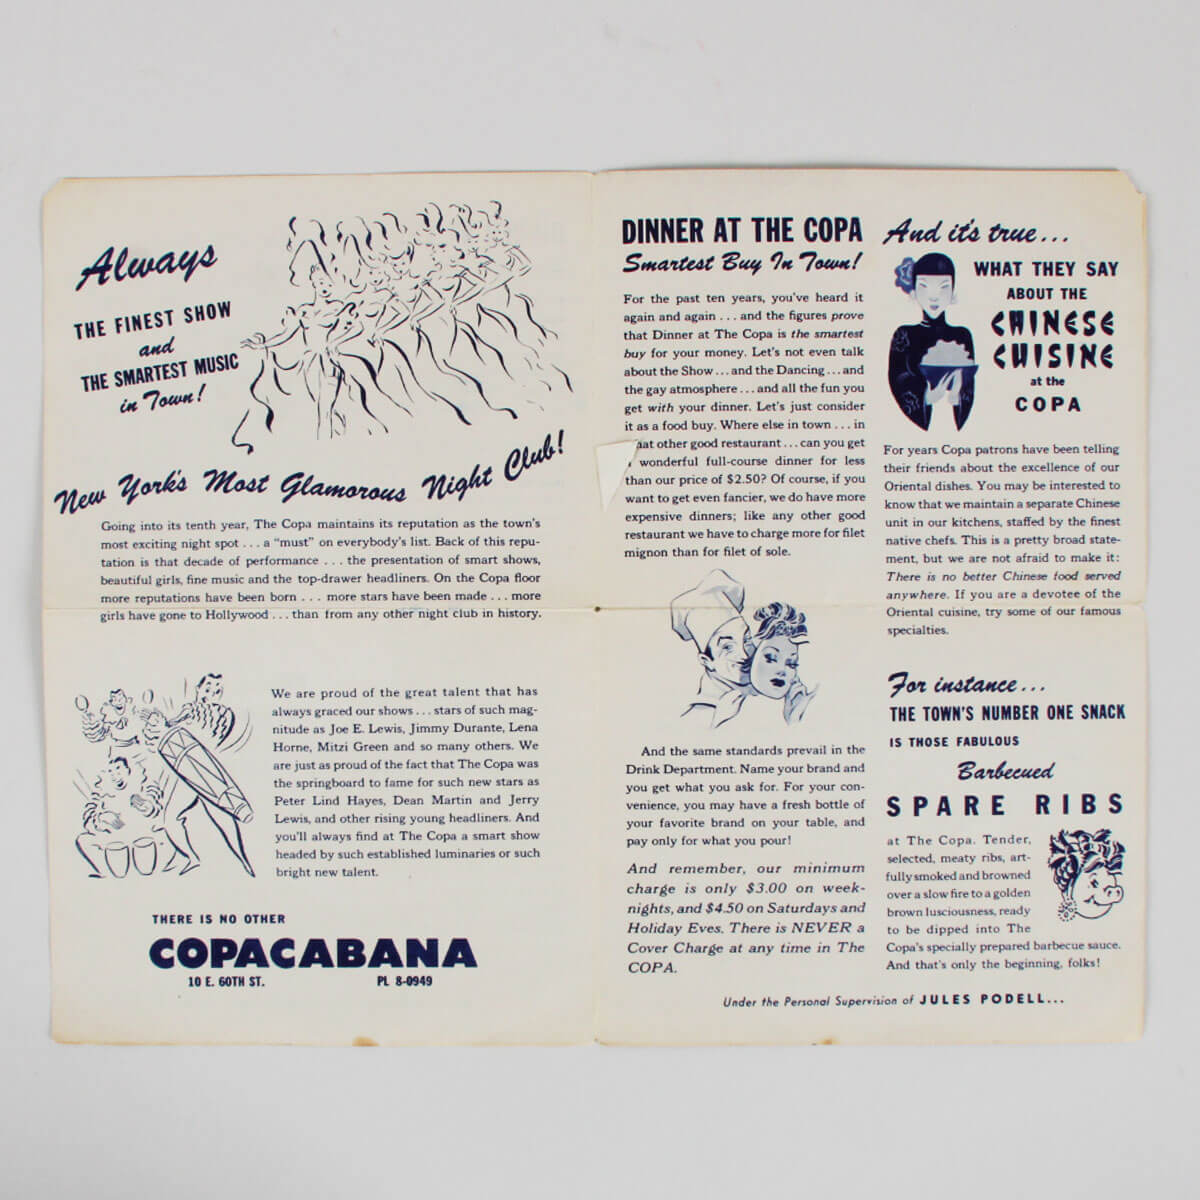 Always
THE FINEST SHOW
and
THE SMARTEST MUSIC
in Town!
New York's Most Glamorous Night Club!
Going into its tenth year, The Copa maintains its reputation as the town's
most exciting night spot . . . a "must" on everybody's list. Back of this repu-
tation is that decade of performance . . . the presentation of smart shows,
beautiful girls, fine music and the top-drawer headliners. On the Copa floor
more reputations have been born . . . more stars have been made . . . more
girls have gone to Hollywood . . . than from any other night club in history.
We are proud of the great talent that has
always graced our shows . . . stars of such mag-
nitude as Joe E. Lewis, Jimmy Durante, Lena
Horne, Mitzi Green and so many others. We
are just as proud of the fact that The Copa was
the springboard to fame for such new stars as
Peter Lind Hayes, Dean Martin and Jerry
Lewis, and other rising young headliners. And
you'll always find at The Copa a smart show
headed by such established luminaries or such
bright new talent.
THERE IS NO OTHER
COPACABANA
10 E. 60TH ST. PL 8-0949
DINNER AT THE COPA
Smartest Buy In Town!
For the past ten years, you've heard it
again and again . . . and the figures prove
that Dinner at The Copa is the smartest
buy for your money. Let's not even talk
about the Show . . . and the Dancing . . . and
the gay atmosphere . . . and all the fun you
get with your dinner. Let's just consider
it as a food buy. Where else in town . . . in
other good restaurant . . . can you get
wonderful full-course dinner for less
than our price of $2.50? Of course, if you
want to get even fancier, we do have more
expensive dinners; like any other good
restaurant we have to charge more for filet
mignon than for filet of sole.
And the same standards prevail in the
Drink Department. Name your brand and
you get what you ask for. For your con-
venience, you may have a fresh bottle of
your favorite brand on your table, and
pay only for what you pour!
And remember, our minimum
charge is only $3.00 on week-
nights, and $4.50 on Saturdays and
Holiday Eves. There is NEVER a
Cover Charge at any time in The
COPA.
And it's true...
WHAT THEY SAY
ABOUT THE
CHINESE
CUISINE
at the
COPA
For years Copa patrons have been telling
their friends about the excellence of our
Oriental dishes. You may be interested to
know that we maintain a separate Chinese
unit in our kitchens, staffed by the finest
native chefs. This is a pretty broad state-
ment, but we are not afraid to make it:
There is no better Chinese food served
anywhere. If you are a devotee of the
Oriental cuisine, try some of our famous
specialties.
For instance...
THE TOWN'S NUMBER ONE SNACK
IS THOSE FABULOUS
Barbecued
SPARE RIBS
at The Copa. Tender,
selected, meaty ribs, art-
fully smoked and browned
over a slow fire to a golden
brown lusciousness, ready
to be dipped into The
Copa's specially prepared barbecue sauce.
And that's only the beginning, folks!
Under the Personal Supervision of JULES PODELL...